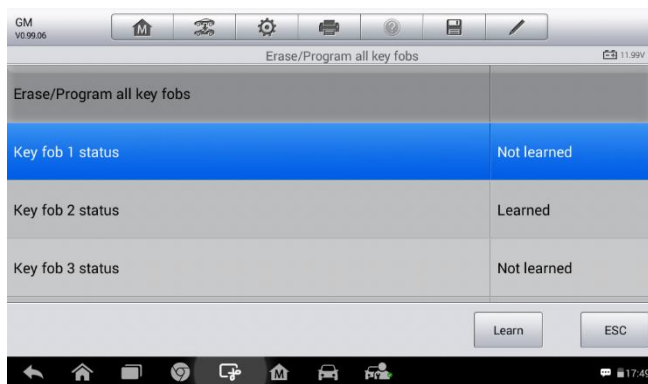 GM
V0.99.06
M
?
Erase/Program all key fobs
11.99V
Erase/Program all key fobs
Key fob 1 status Not learned
Key fob 2 status Learned
Key fob 3 status Not learned
Learn ESC
M
17:49